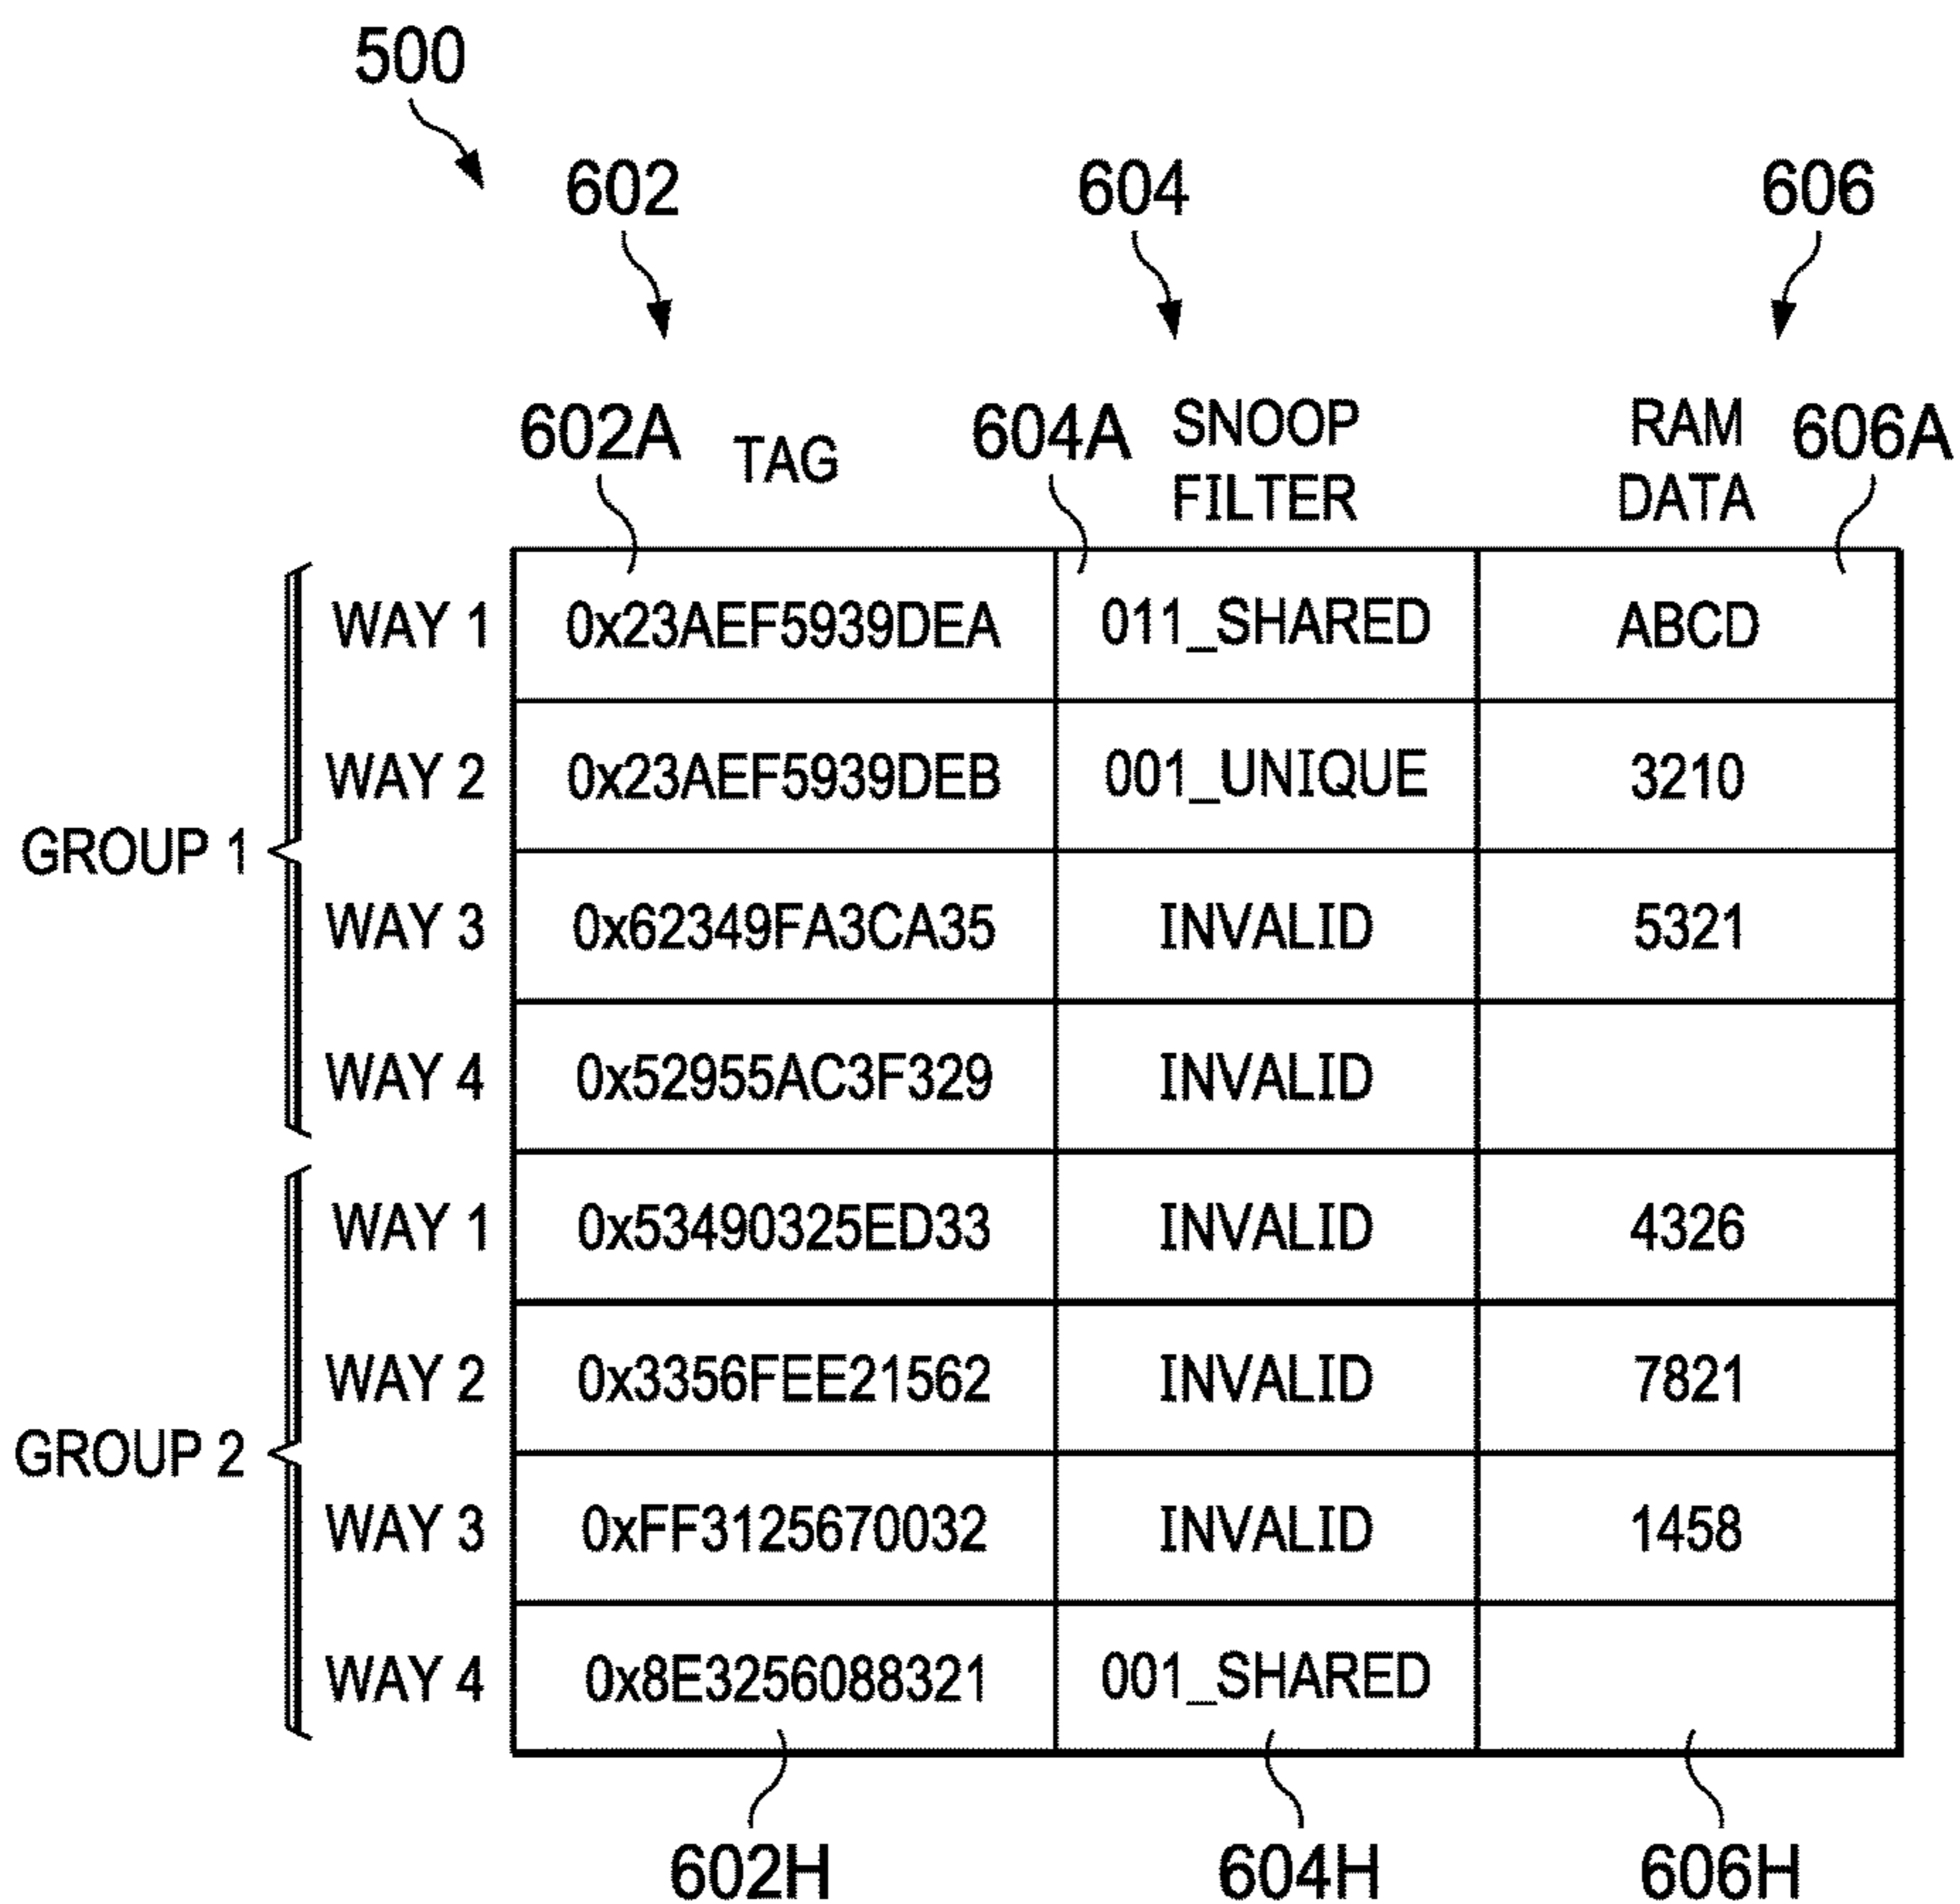 500
602 604 606
602A TAG 604A SNOOP FILTER RAM DATA 606A
WAY 1 0x23AEF5939DEA 011_SHARED ABCD
WAY 2 0x23AEF5939DEB 001_UNIQUE 3210
GROUP 1
WAY 3 0x62349FA3CA35 INVALID 5321
WAY 4 0x52955AC3F329 INVALID
WAY 1 0x53490325ED33 INVALID 4326
WAY 2 0x3356FEE21562 INVALID 7821
GROUP 2
WAY 3 0xFF3125670032 INVALID 1458
WAY 4 0x8E3256088321 001_SHARED
602H 604H 606H